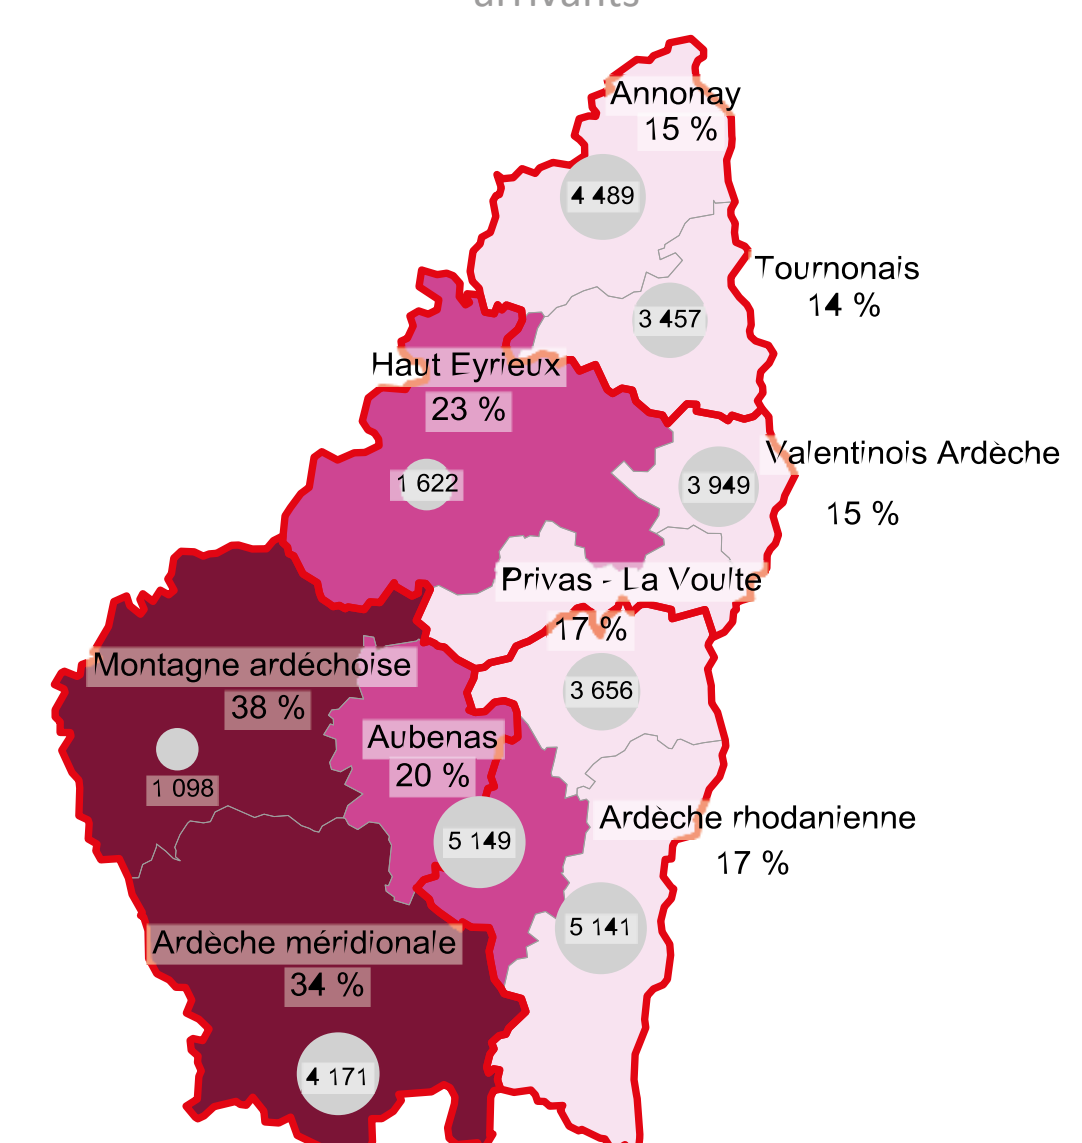 arrivants
Annonay
15 %
4 489
Tournonais
14 %
3 457
Haut Eyrieux
23 %
1 622
Valentinois Ardèche
3 949
15 %
Privas - La Voulte
17 %
3 656
Montagne ardéchoise
38 %
1 098
Aubenas
20 %
5 149
Ardèche rhodanienne
17 %
5 141
Ardèche méridionale
34 %
4 171